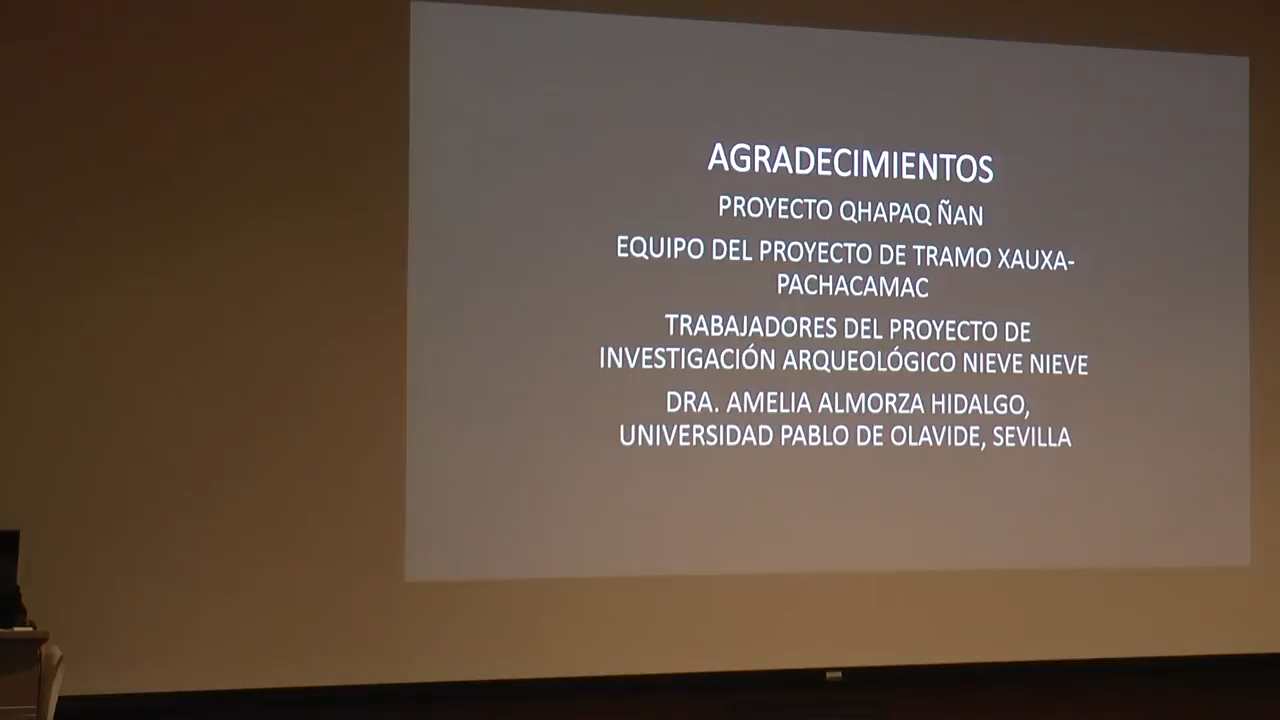 AGRADECIMIENTOS
PROYECTO QHAPAQ ÑAN
EQUIPO DEL PROYECTO DE TRAMO XAUXA-
PACHACAMAC
TRABAJADORES DEL PROYECTO DE
INVESTIGACIÓN ARQUEOLÓGICO NIEVE NIEVE
DRA. AMELIA ALMORZA HIDALGO,
UNIVERSIDAD PABLO DE OLAVIDE, SEVILLA